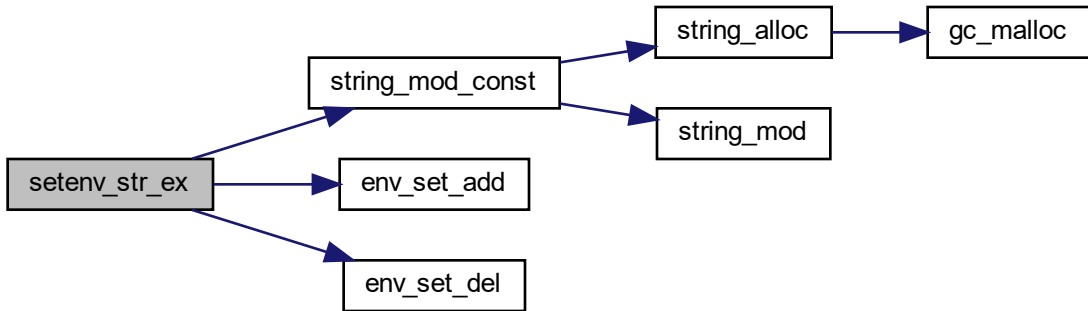 string_alloc
gc_malloc
string_mod_const
string_mod
setenv_str_ex
env_set_add
env_set_del